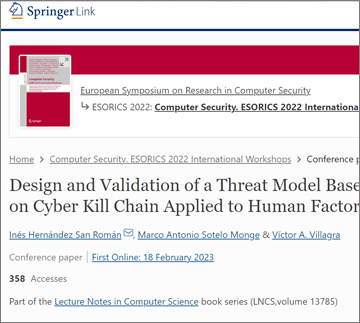 Springer Link
European Symposium on Research in Computer Security
↳ ESORICS 2022: Computer Security. ESORICS 2022 Internationa
Home > Computer Security. ESORICS 2022 International Workshops > Conference p
Design and Validation of a Threat Model Base
on Cyber Kill Chain Applied to Human Factor
Inés Hernández San Román, Marco Antonio Sotelo Monge & Víctor A. Villagra
Conference paper | First Online: 18 February 2023
358 Accesses
Part of the Lecture Notes in Computer Science book series (LNCS,volume 13785)